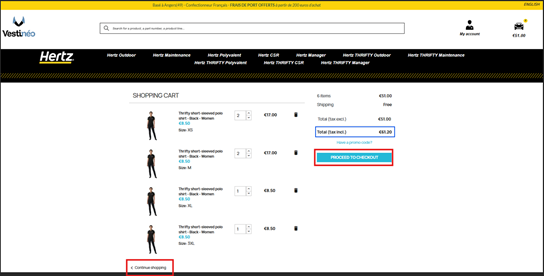 Basé à Angers(49) - Confectionneur Français - FRAIS DE PORT OFFERTS à partir de 200 euros d'achat
ENGLISH
Vestinéo
Search for a product, a part number, a product line...
My account
€51.00
Hertz
Hertz Outdoor
Hertz Maintenance
Hertz Polyvalent
Hertz CSR
Hertz Manager
Hertz THRIFTY Outdoor
Hertz THRIFTY Maintenance
Hertz THRIFTY Polyvalent
Hertz THRIFTY CSR
Hertz THRIFTY Manager
SHOPPING CART
Thrifty short-sleeved polo
shirt - Black - Women
€8.50
Size: XS
2
€17.00
Thrifty short-sleeved polo
shirt - Black - Women
€8.50
Size: M
2
€17.00
Thrifty short-sleeved polo
shirt - Black - Women
€8.50
Size: XL
1
€8.50
Thrifty short-sleeved polo
shirt - Black - Women
€8.50
Size: 3XL
1
€8.50
Continue shopping
6 items
€51.00
Shipping
Free
Total (tax excl.)
€51.00
Total (tax incl.)
€61.20
Have a promo code?
PROCEED TO CHECKOUT